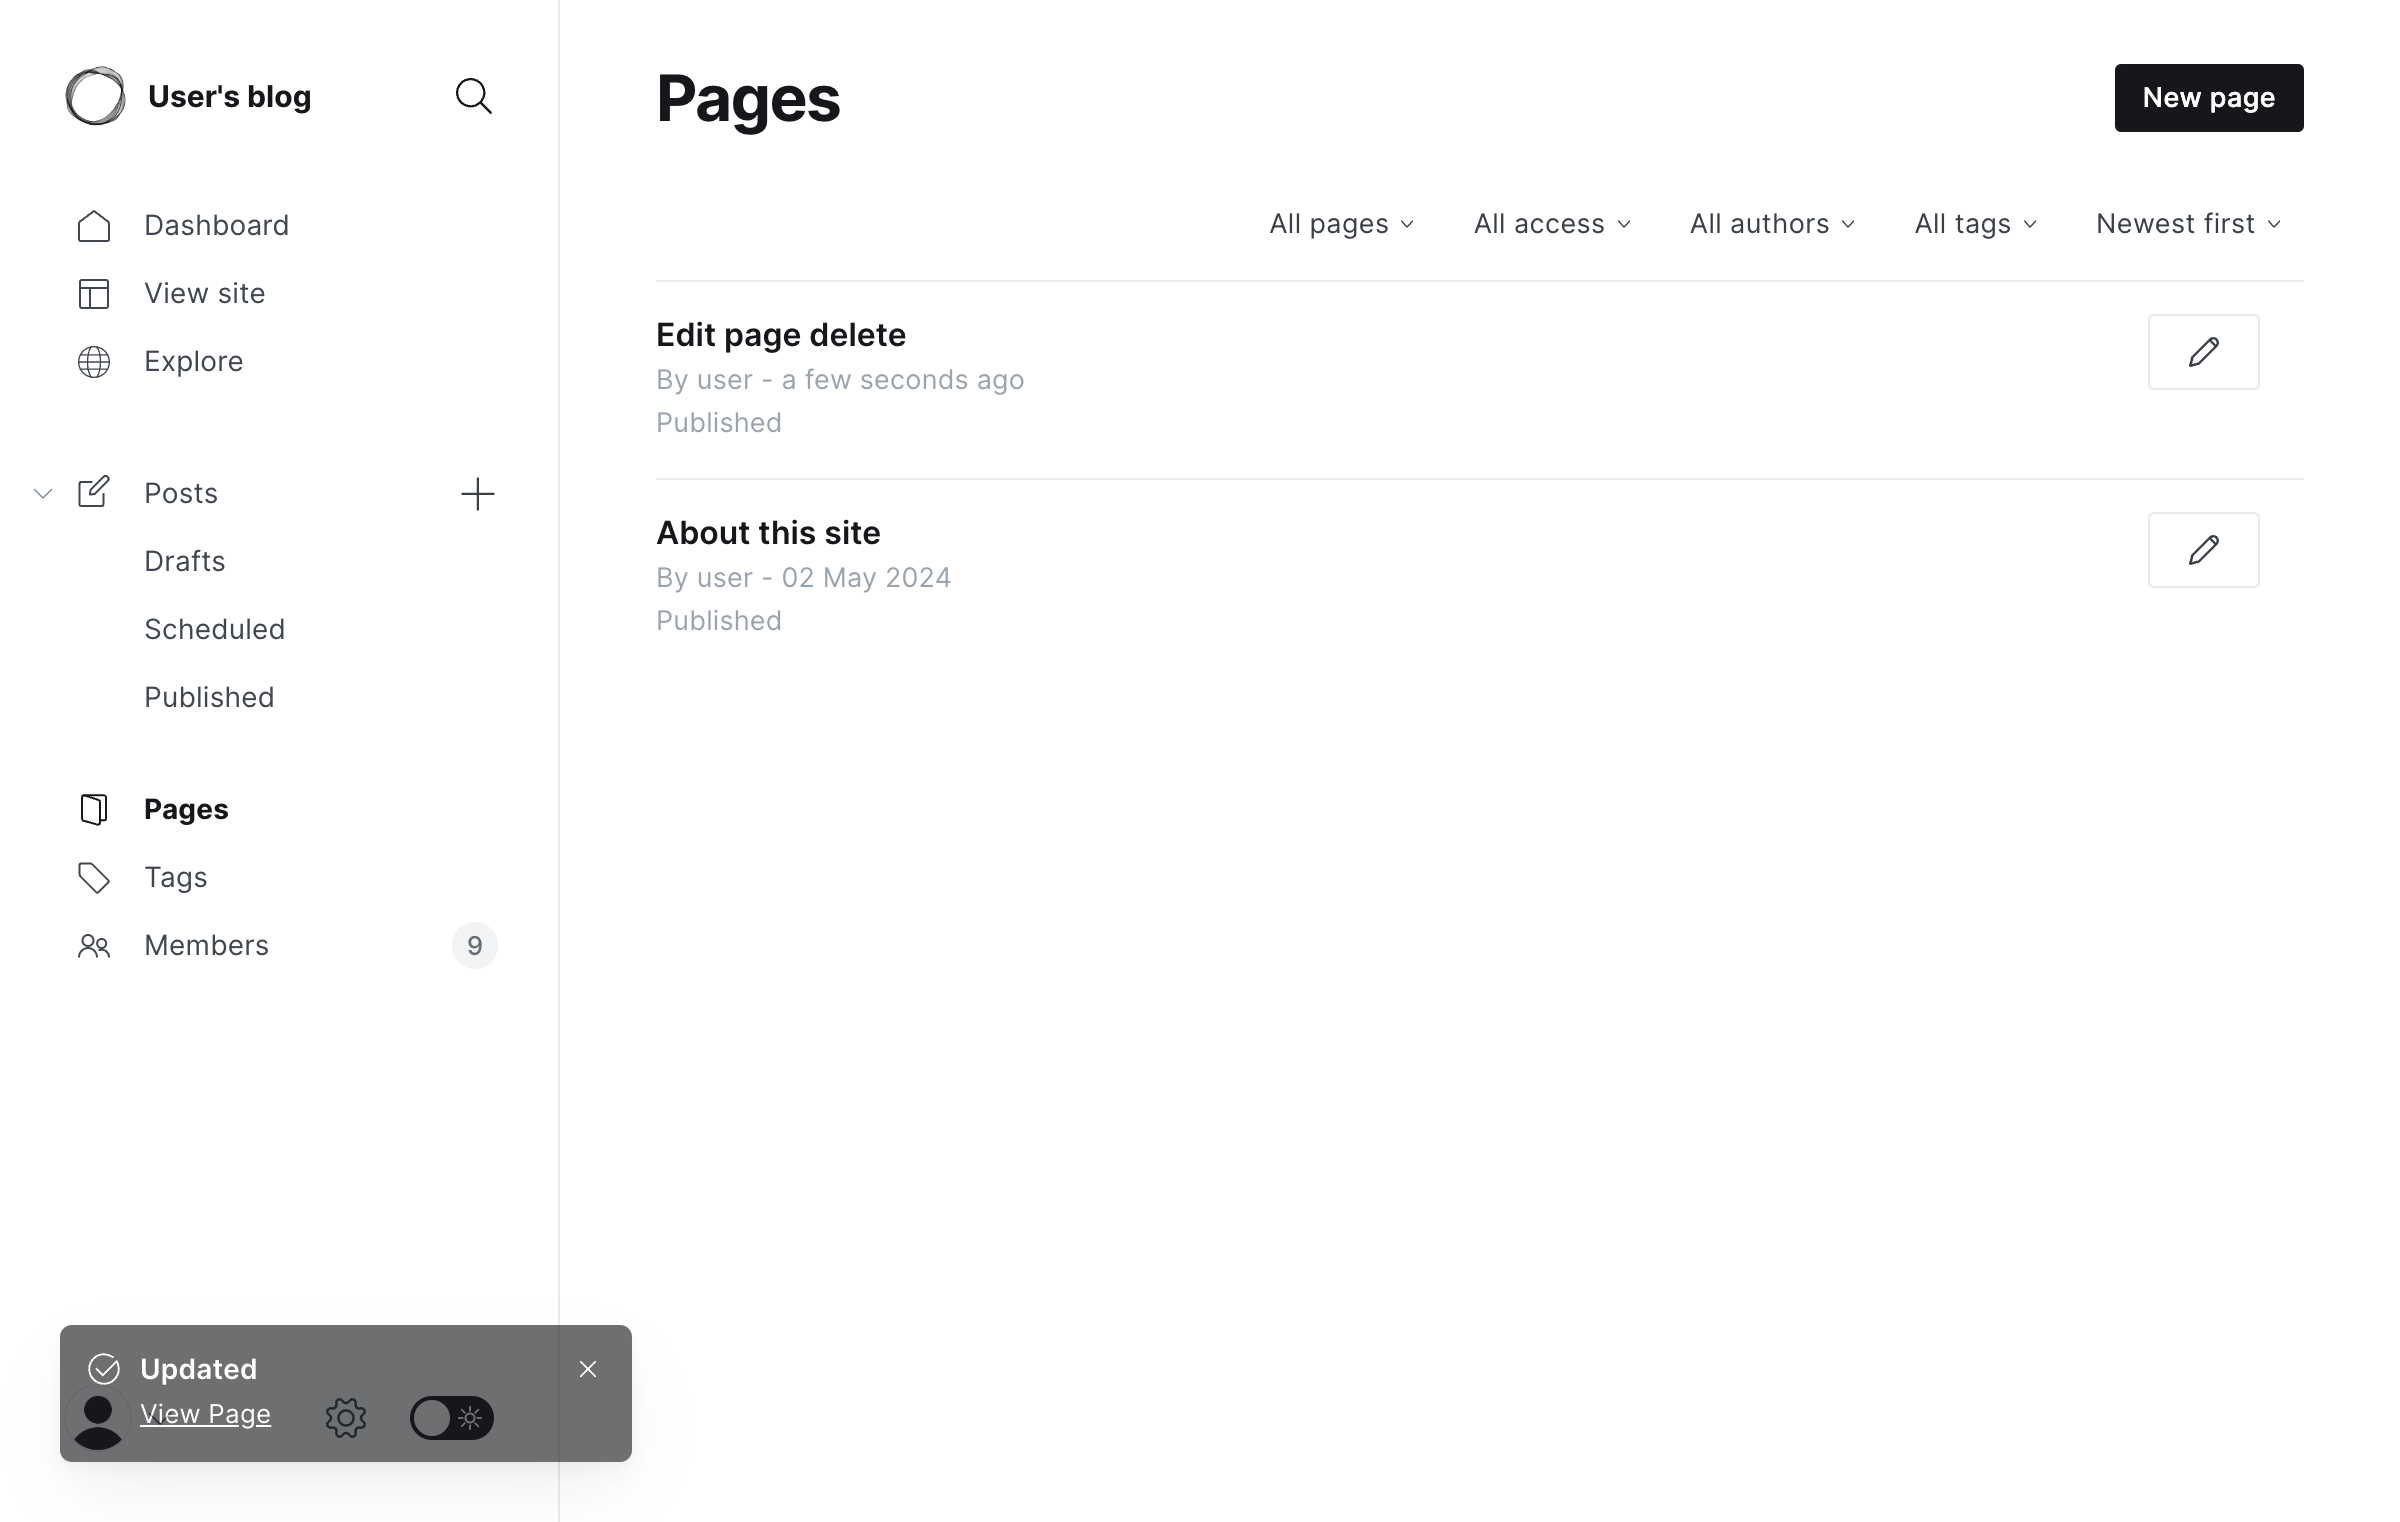 User's blog
Dashboard
View site
Explore
Posts
Drafts
Scheduled
Published
Pages
Tags
Members 9
Updated
View Page
Pages
New page
All pages All access All authors All tags Newest first
Edit page delete
By user - a few seconds ago
Published
About this site
By user - 02 May 2024
Published